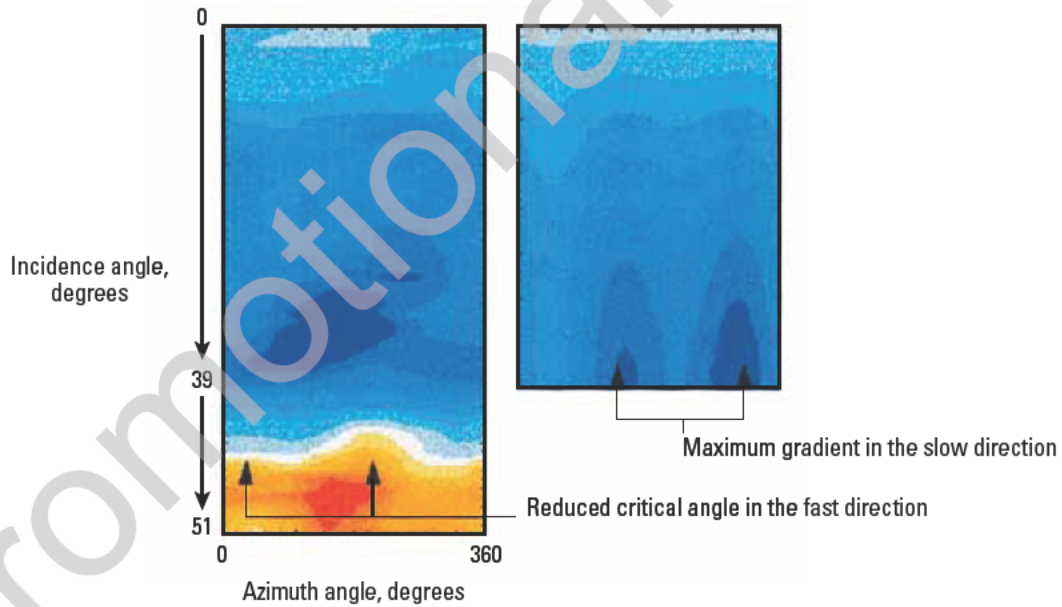 0
Incidence angle,
degrees
39
51
0
360
Azimuth angle, degrees
Maximum gradient in the slow direction
Reduced critical angle in the fast direction
romotiona